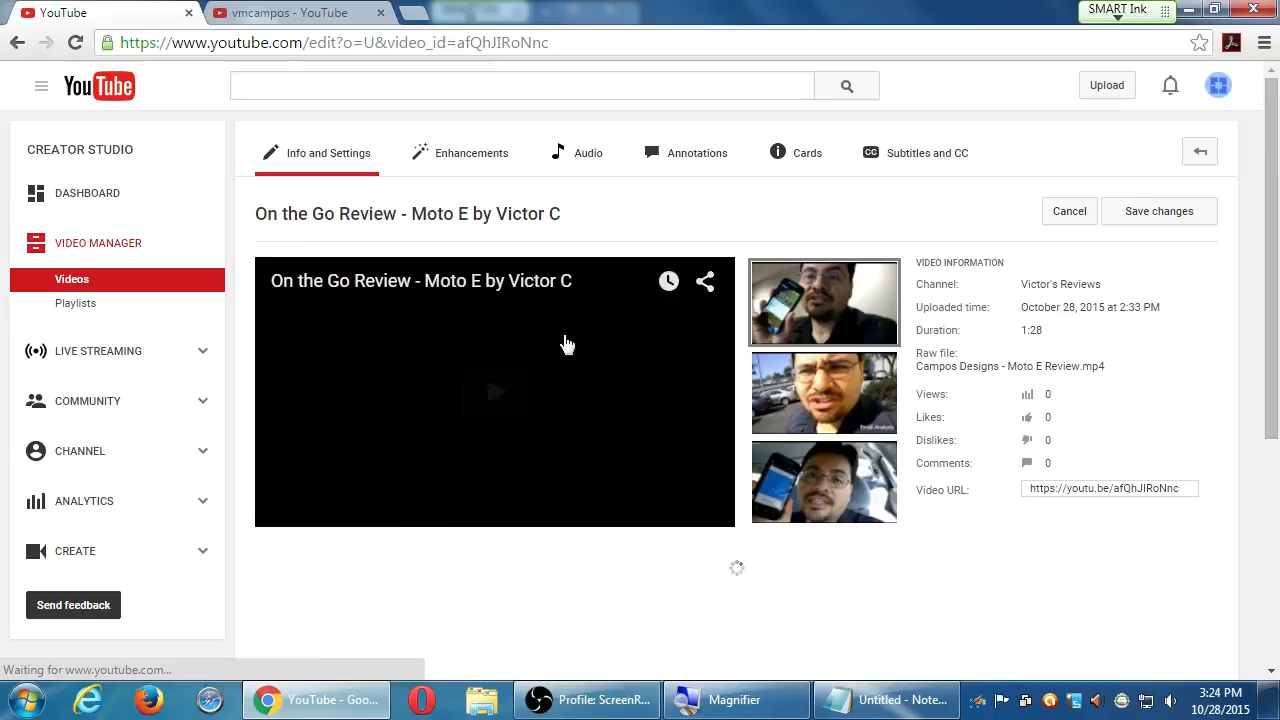 YouTube
vmcampos - YouTube
SMART Ink
https://www.youtube.com/edit?o=U&video_id=afQhJIRoNnc
YouTube
Upload
CREATOR STUDIO
DASHBOARD
VIDEO MANAGER
Videos
Playlists
LIVE STREAMING
COMMUNITY
CHANNEL
ANALYTICS
CREATE
Send feedback
Info and Settings
Enhancements
Audio
Annotations
Cards
CC Subtitles and CC
On the Go Review - Moto E by Victor C
Cancel
Save changes
On the Go Review - Moto E by Victor C
VIDEO INFORMATION
Channel: Victor's Reviews
Uploaded time: October 28, 2015 at 2:33 PM
Duration: 1:28
Raw file:
Campos Designs - Moto E Review.mp4
Views: 0
Likes: 0
Dislikes: 0
Comments: 0
Video URL: https://youtu.be/afQhJIRoNnc
Waiting for www.youtube.com...
YouTube - Goo...
Profile: ScreenR...
Magnifier
Untitled - Note...
3:24 PM
10/28/2015